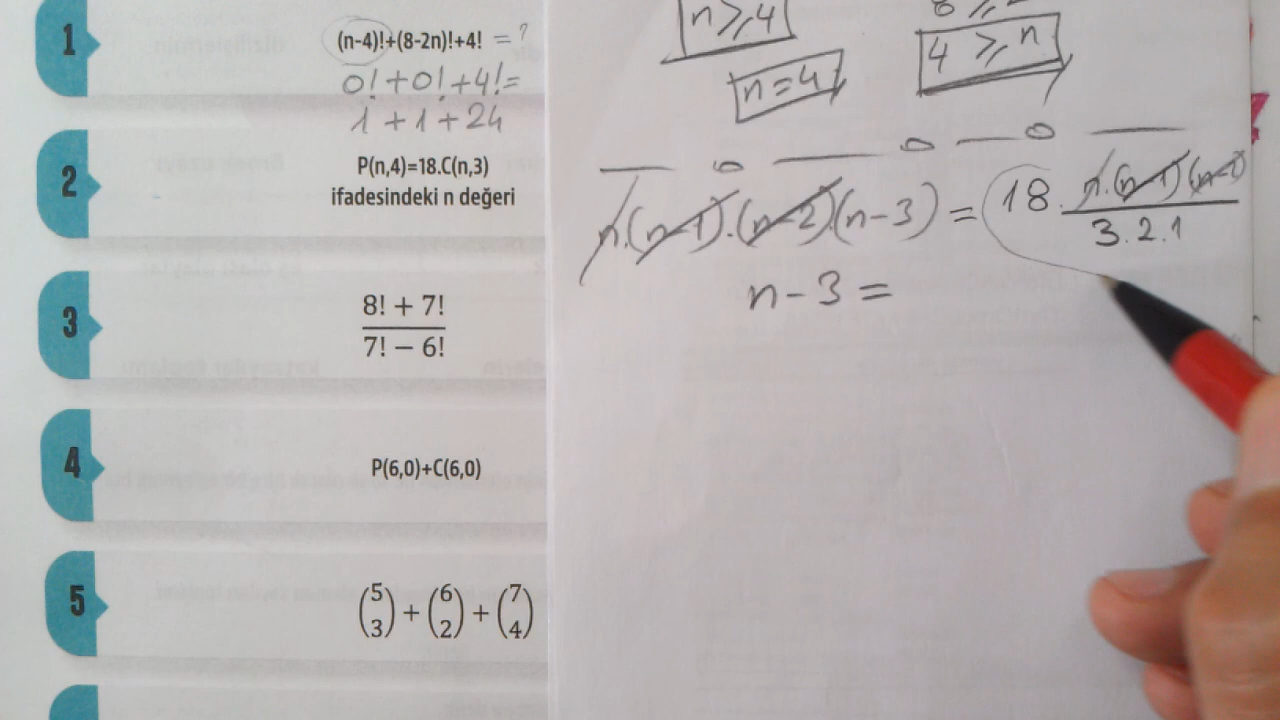 1
(n-4)!+(8-2n)!+4! = ?
0! + 0! + 4! =
1 + 1 + 24
2
P(n,4)=18.C(n,3)
ifadesindeki n değeri
3
8! + 7!
7! − 6!
4
P(6,0)+C(6,0)
5
(5 3) + (6 2) + (7 4)
n ≥ 4
4 ≥ n
n = 4
n.(n-1).(n-2)(n-3) = 18. n.(n-1)(n-2)
3.2.1
n - 3 =